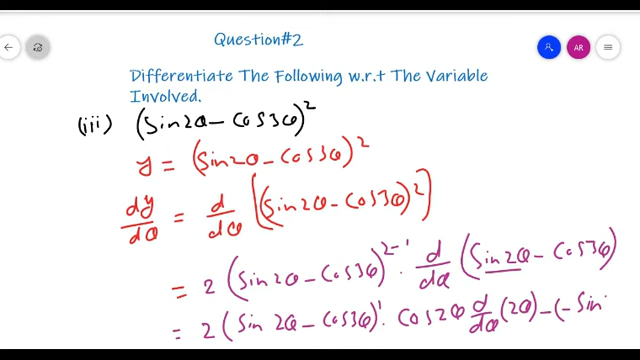 Question#2
AR
Differentiate The Following w.r.t The Variable
Involved.
(iii) (Sin2θ - Cos3θ)²
y = (Sin2θ - Cos3θ)²
dy/dθ = d/dθ ((Sin2θ - Cos3θ)²)
= 2 (Sin2θ - Cos3θ)²⁻¹ · d/dθ (Sin2θ - Cos3θ)
= 2 (Sin 2θ - Cos3θ)¹ · Cos2θ d/dθ (2θ) - (- Sin